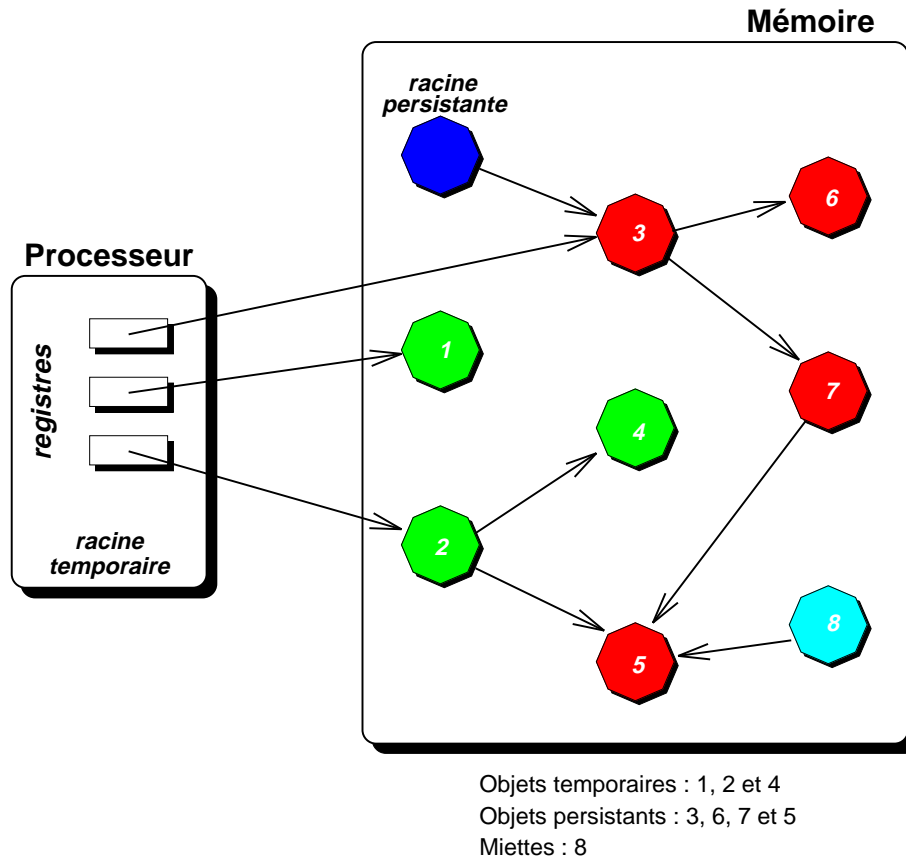 Mémoire
racine
persistante
6
3
Processeur
registres
1
7
4
2
racine
temporaire
8
5
Objets temporaires : 1, 2 et 4
Objets persistants : 3, 6, 7 et 5
Miettes : 8